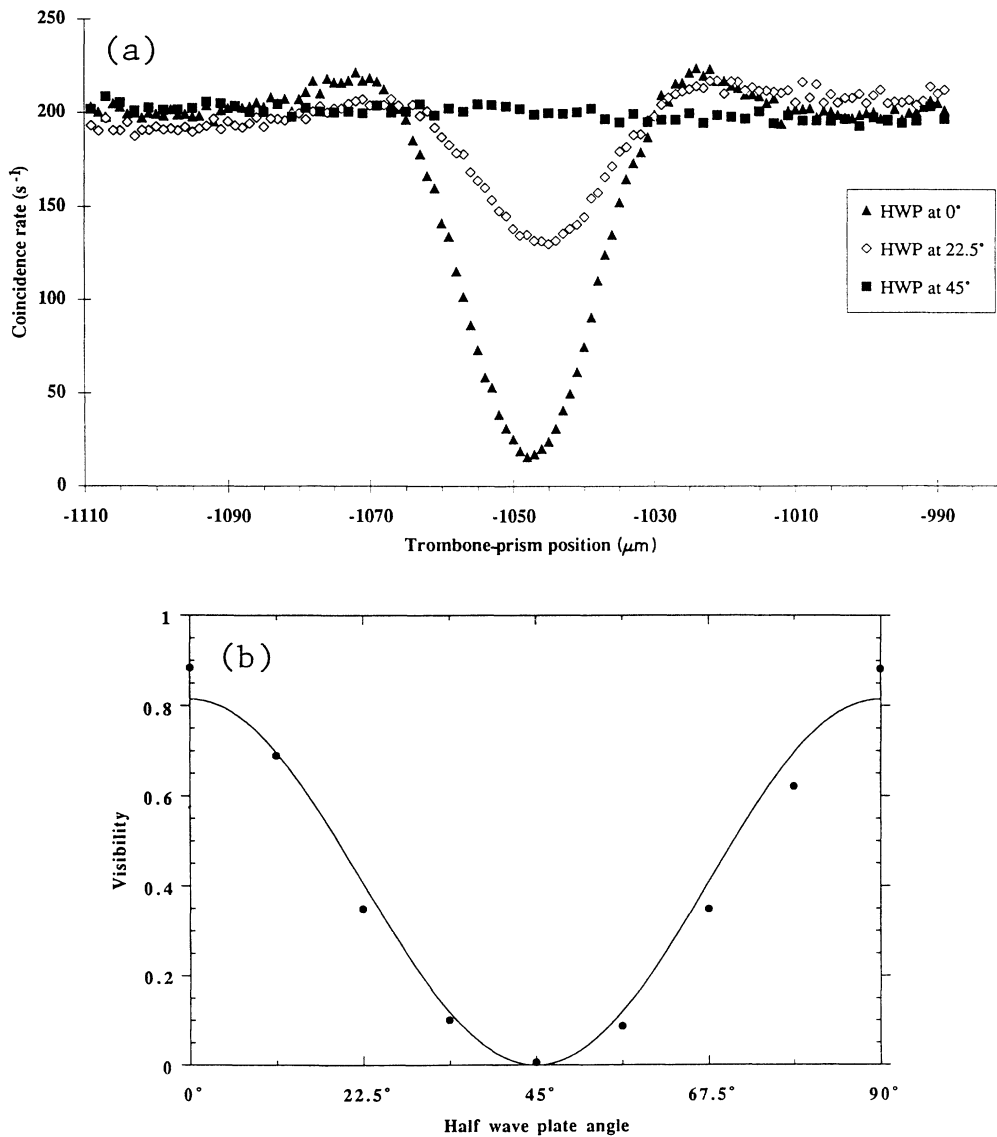 (a)
250
200
150
100
50
0
Coincidence rate (s⁻¹)
-1110 -1090 -1070 -1050 -1030 -1010 -990
Trombone-prism position (μm)
HWP at 0°
HWP at 22.5°
HWP at 45°
(b)
1
0.8
0.6
0.4
0.2
0
Visibility
0° 22.5° 45° 67.5° 90°
Half wave plate angle